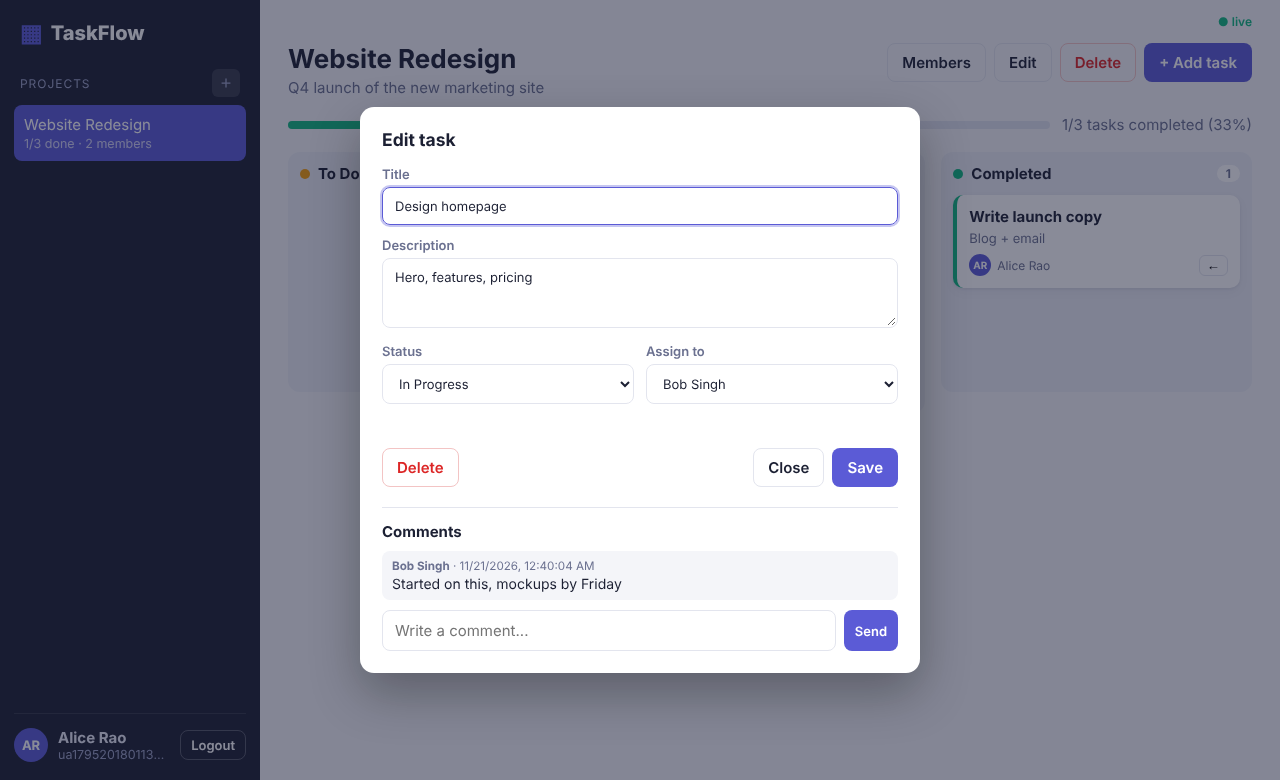 TaskFlow
PROJECTS
+
Website Redesign
1/3 done · 2 members
live
Website Redesign
Q4 launch of the new marketing site
Members
Edit
Delete
+ Add task
1/3 tasks completed (33%)
To Do
Completed
1
Write launch copy
Blog + email
AR
Alice Rao
←
Edit task
Title
Design homepage
Description
Hero, features, pricing
Status
Assign to
In Progress
Bob Singh
Delete
Close
Save
Comments
Bob Singh · 11/21/2026, 12:40:04 AM
Started on this, mockups by Friday
Write a comment...
Send
AR
Alice Rao
ua179520180113...
Logout